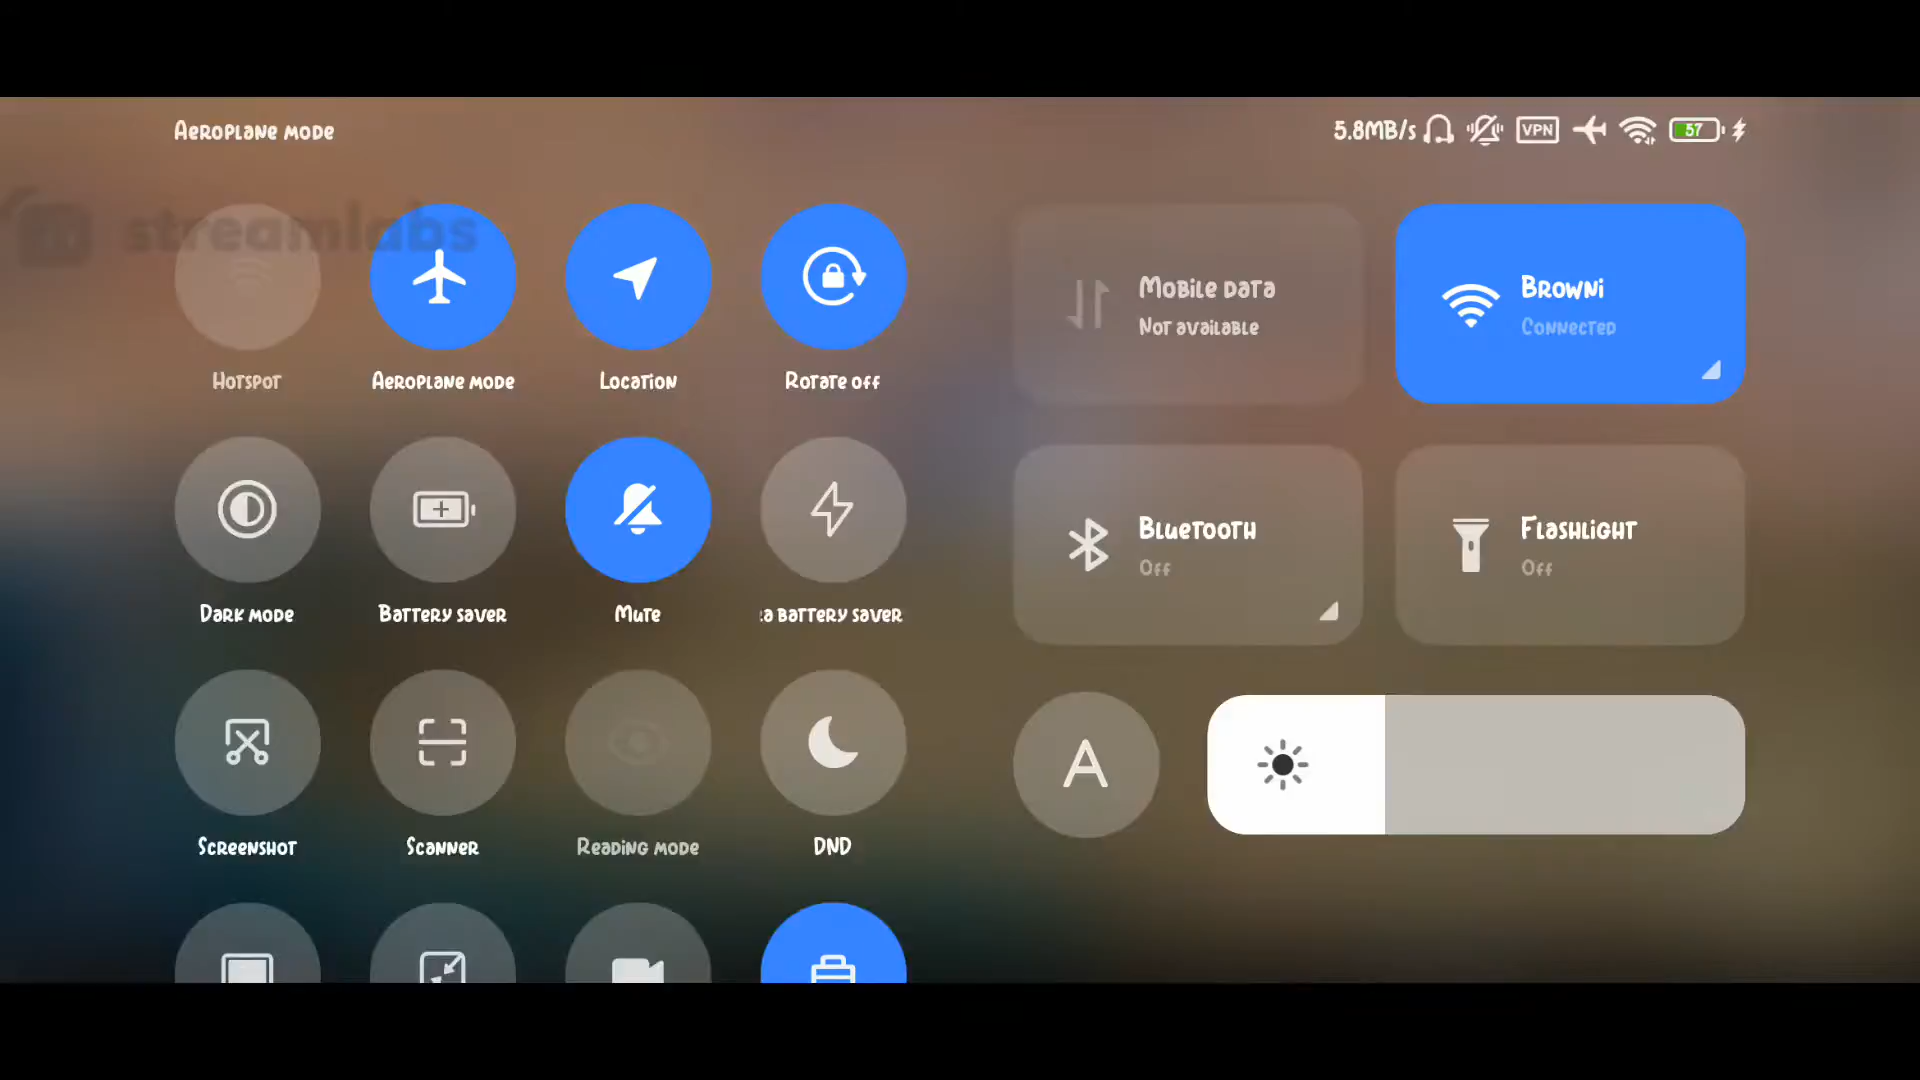 Aeroplane mode
5.8MB/s
VPN
57
streamlabs
Hotspot
Aeroplane mode
Location
Rotate off
Mobile data
Not available
Browni
Connected
Dark mode
Battery saver
Mute
a battery saver
Bluetooth
Off
Flashlight
Off
Screenshot
Scanner
Reading mode
DND
A